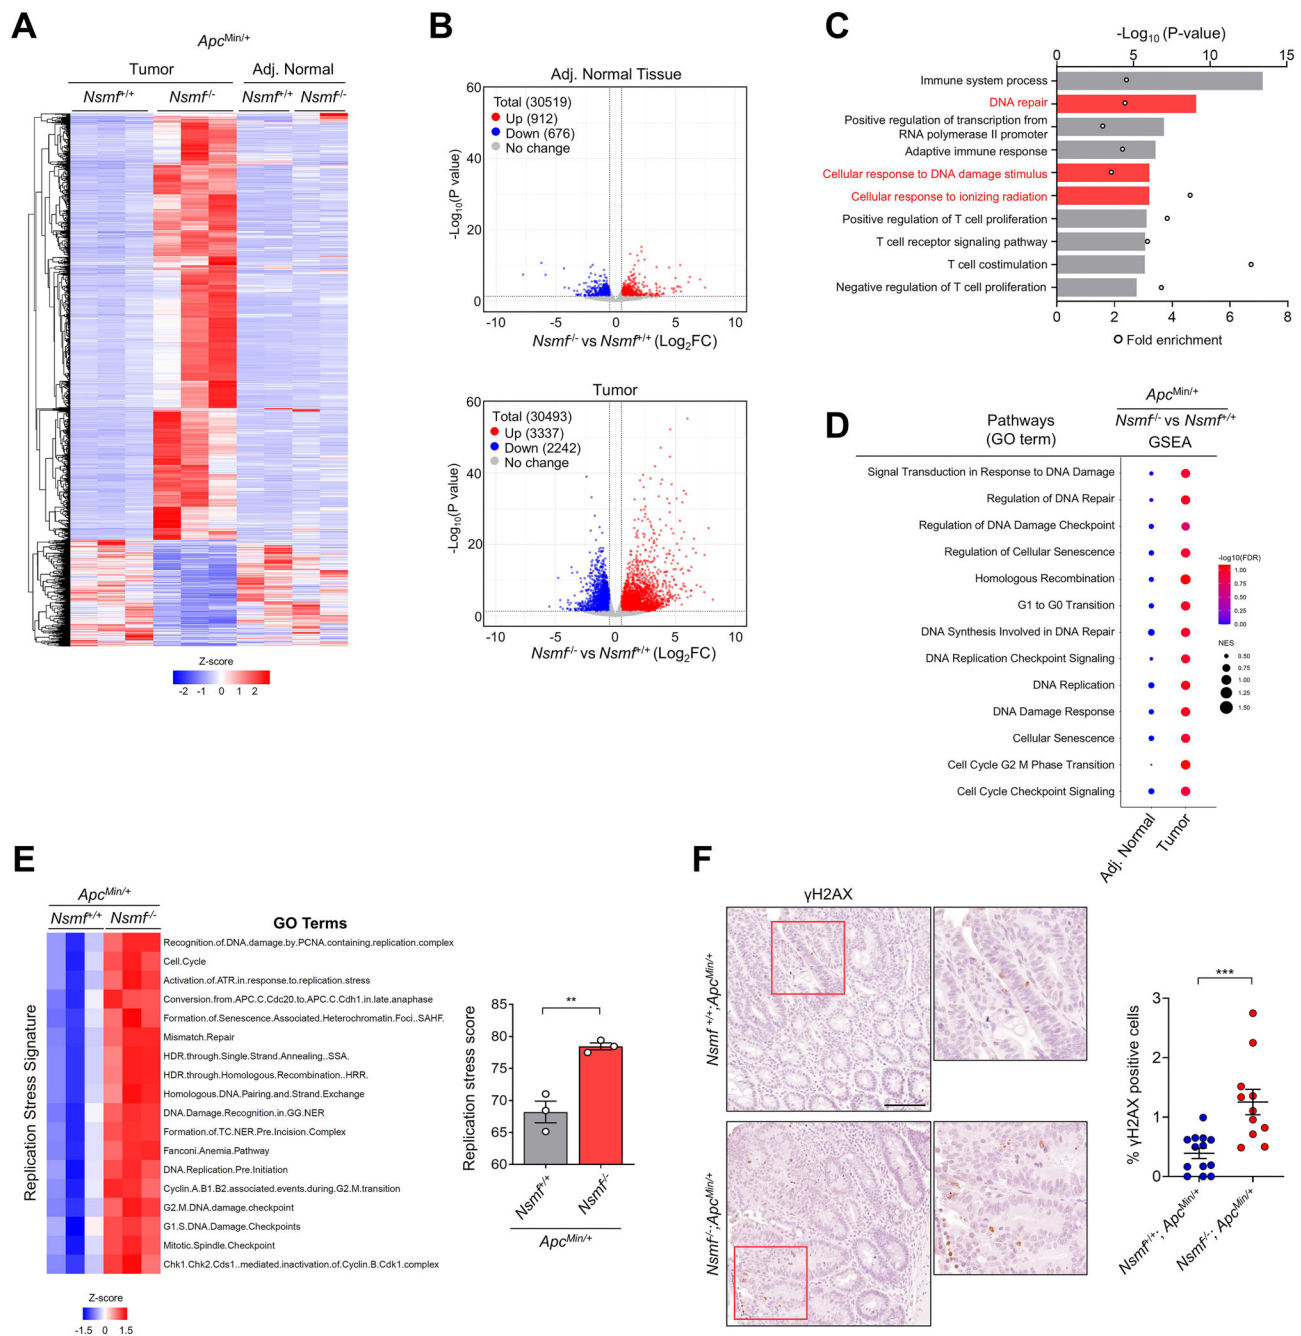 A
Apc^Min/+
Tumor Adj. Normal
Nsmf^+/+ Nsmf^-/- Nsmf^+/+ Nsmf^-/-
Z-score
-2 -1 0 1 2
B
Adj. Normal Tissue
60
40
20
0
-Log10(P value)
Total (30519)
Up (912)
Down (676)
No change
-10 -5 0 5 10
Nsmf^-/- vs Nsmf^+/+ (Log2FC)
Tumor
60
40
20
0
-Log10(P value)
Total (30493)
Up (3337)
Down (2242)
No change
-10 -5 0 5 10
Nsmf^-/- vs Nsmf^+/+ (Log2FC)
C
-Log10 (P-value)
0 5 10 15
Immune system process
DNA repair
Positive regulation of transcription from
RNA polymerase II promoter
Adaptive immune response
Cellular response to DNA damage stimulus
Cellular response to ionizing radiation
Positive regulation of T cell proliferation
T cell receptor signaling pathway
T cell costimulation
Negative regulation of T cell proliferation
0 2 4 6 8
Fold enrichment
D
Pathways
(GO term)
Apc^Min/+
Nsmf^-/- vs Nsmf^+/+
GSEA
Signal Transduction in Response to DNA Damage
Regulation of DNA Repair
Regulation of DNA Damage Checkpoint
Regulation of Cellular Senescence
Homologous Recombination
G1 to G0 Transition
DNA Synthesis Involved in DNA Repair
DNA Replication Checkpoint Signaling
DNA Replication
DNA Damage Response
Cellular Senescence
Cell Cycle G2 M Phase Transition
Cell Cycle Checkpoint Signaling
Adj. Normal
Tumor
-log10(FDR)
1.00
0.75
0.50
0.25
0.00
NES
0.50
0.75
1.00
1.25
1.50
E
Apc^Min/+
Nsmf^+/+ Nsmf^-/-
GO Terms
Replication Stress Signature
Recognition.of.DNA.damage.by.PCNA.containing.replication.complex
Cell.Cycle
Activation.of.ATR.in.response.to.replication.stress
Conversion.from.APC.C.Cdc20.to.APC.C.Cdh1.in.late.anaphase
Formation.of.Senescence.Associated.Heterochromatin.Foci..SAHF.
Mismatch.Repair
HDR.through.Single.Strand.Annealing..SSA.
HDR.through.Homologous.Recombination..HRR.
Homologous.DNA.Pairing.and.Strand.Exchange
DNA.Damage.Recognition.in.GG.NER
Formation.of.TC.NER.Pre.Incision.Complex
Fanconi.Anemia.Pathway
DNA.Replication.Pre.Initiation
Cyclin.A.B1.B2.associated.events.during.G2.M.transition
G2.M.DNA.damage.checkpoint
G1.S.DNA.Damage.Checkpoints
Mitotic.Spindle.Checkpoint
Chk1.Chk2.Cds1..mediated.inactivation.of.Cyclin.B.Cdk1.complex
Z-score
-1.5 0 1.5
Replication stress score
85
80
75
70
65
60
**
Nsmf^+/+
Nsmf^-/-
Apc^Min/+
F
γH2AX
Nsmf^+/+;Apc^Min/+
Nsmf^-/-;Apc^Min/+
% γH2AX positive cells
3
2
1
0
***
Nsmf^+/+; Apc^Min/+
Nsmf^-/-; Apc^Min/+